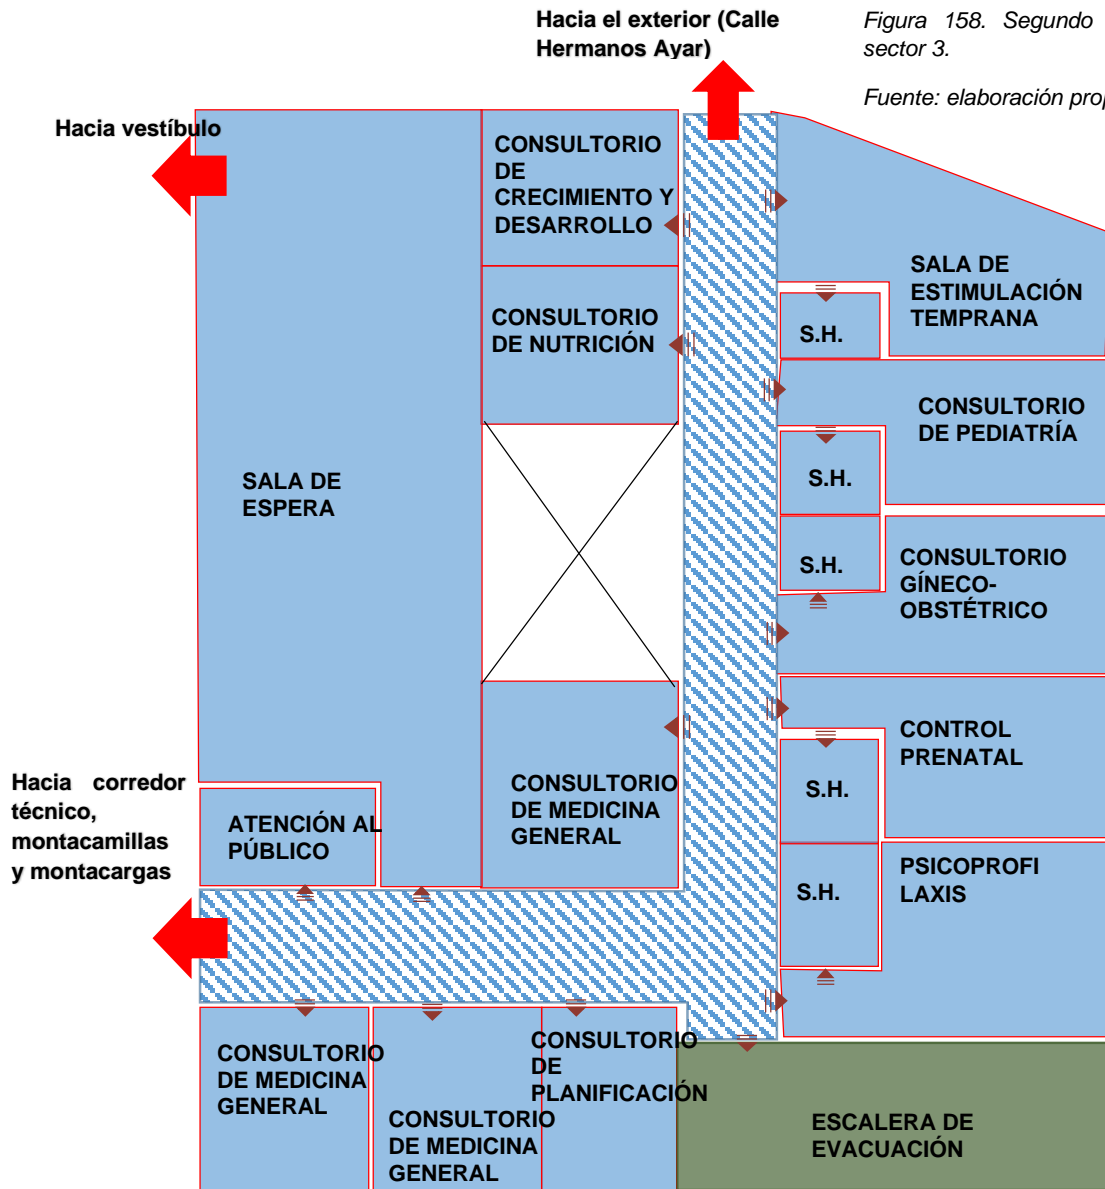 Hacia el exterior (Calle
Hermanos Ayar)
Figura 158. Segundo
sector 3.
Fuente: elaboración prop
Hacia vestíbulo
CONSULTORIO
DE
CRECIMIENTO Y
DESARROLLO
SALA DE
ESTIMULACIÓN
TEMPRANA
CONSULTORIO
DE NUTRICIÓN
S.H.
CONSULTORIO
DE PEDIATRÍA
SALA DE
ESPERA
S.H.
S.H.
CONSULTORIO
GÍNECO-
OBSTÉTRICO
CONTROL
PRENATAL
Hacia corredor
técnico,
montacamillas
y montacargas
CONSULTORIO
DE MEDICINA
GENERAL
S.H.
ATENCIÓN AL
PÚBLICO
PSICOPROFI
LAXIS
S.H.
CONSULTORIO
DE MEDICINA
GENERAL
CONSULTORIO
DE MEDICINA
GENERAL
CONSULTORIO
DE
PLANIFICACIÓN
ESCALERA DE
EVACUACIÓN